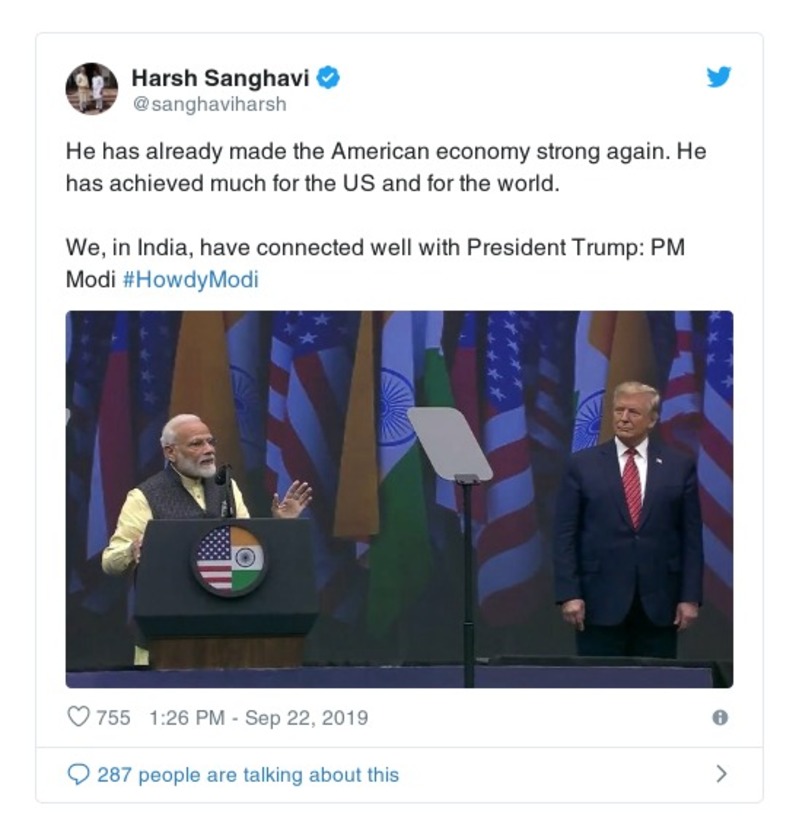 Harsh Sanghavi
@sanghaviharsh
He has already made the American economy strong again. He
has achieved much for the US and for the world.
We, in India, have connected well with President Trump: PM
Modi #HowdyModi
755 1:26 PM - Sep 22, 2019
287 people are talking about this